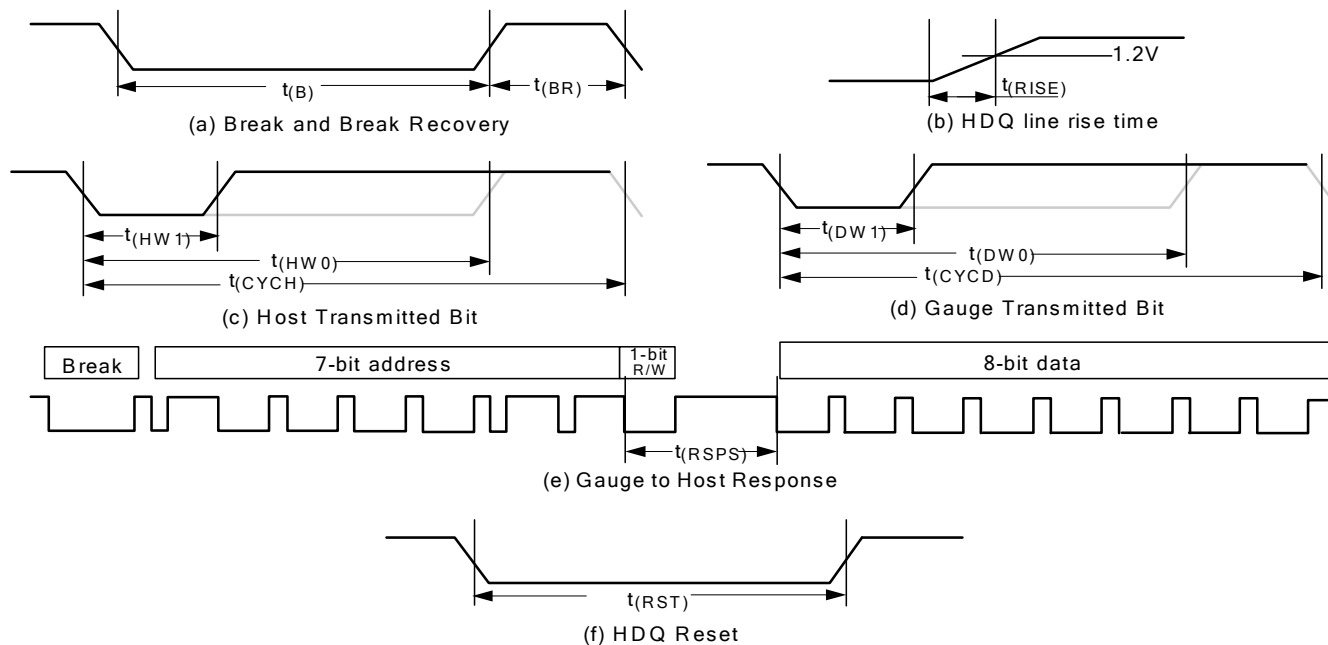 1.2V
t(B)
t(BR)
t(RISE)
(a) Break and Break Recovery
(b) HDQ line rise time
t(HW1)
t(HW0)
t(CYCH)
(c) Host Transmitted Bit
t(DW1)
t(DW0)
t(CYCD)
(d) Gauge Transmitted Bit
Break
7-bit address
1-bit
R/W
8-bit data
t(RSPS)
(e) Gauge to Host Response
t(RST)
(f) HDQ Reset